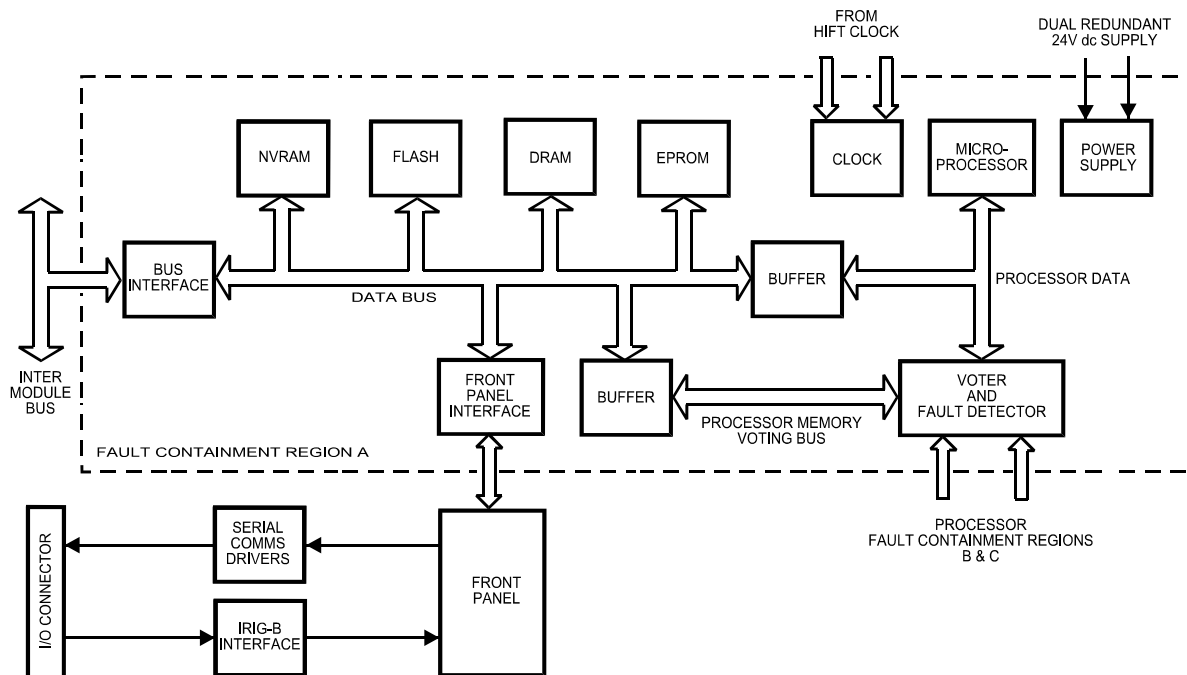 FROM
HIFT CLOCK
DUAL REDUNDANT
24V dc SUPPLY
NVRAM
FLASH
DRAM
EPROM
CLOCK
MICRO-
PROCESSOR
POWER
SUPPLY
BUS
INTERFACE
DATA BUS
BUFFER
PROCESSOR DATA
INTER
MODULE
BUS
FRONT
PANEL
INTERFACE
BUFFER
PROCESSOR MEMORY
VOTING BUS
VOTER
AND
FAULT DETECTOR
FAULT CONTAINMENT REGION A
PROCESSOR
FAULT CONTAINMENT REGIONS
B & C
I/O CONNECTOR
SERIAL
COMMS
DRIVERS
IRIG-B
INTERFACE
FRONT
PANEL